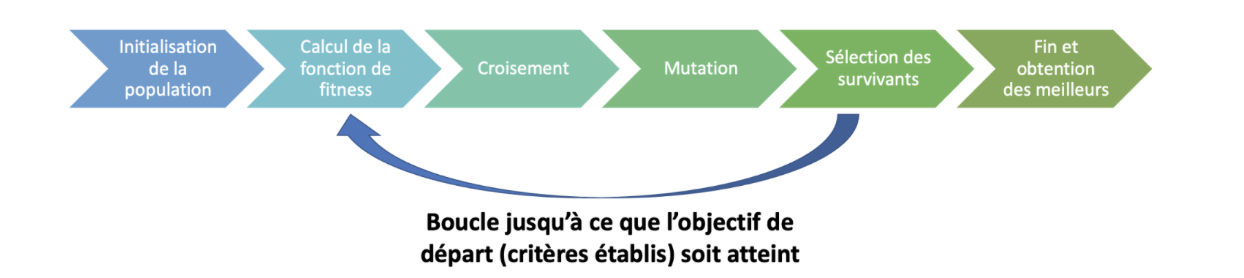 Initialisation
de la
population
Calcul de la
fonction de
fitness
Croisement
Mutation
Sélection des
survivants
Fin et
obtention
des meilleurs
Boucle jusqu’à ce que l’objectif de
départ (critères établis) soit atteint